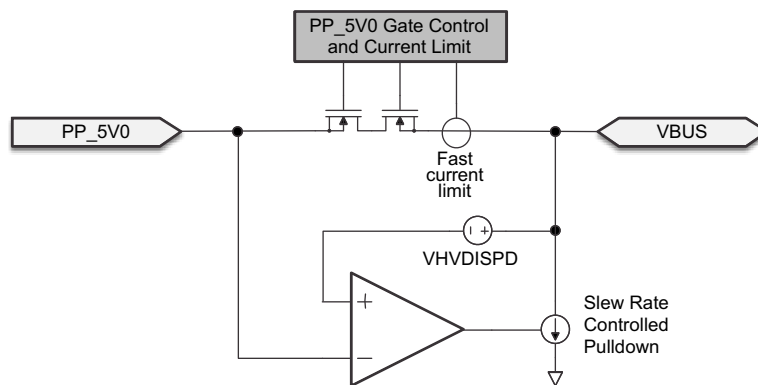 PP_5V0 Gate Control
and Current Limit
PP_5V0
VBUS
Fast
current
limit
VHVDISPD
Slew Rate
Controlled
Pulldown